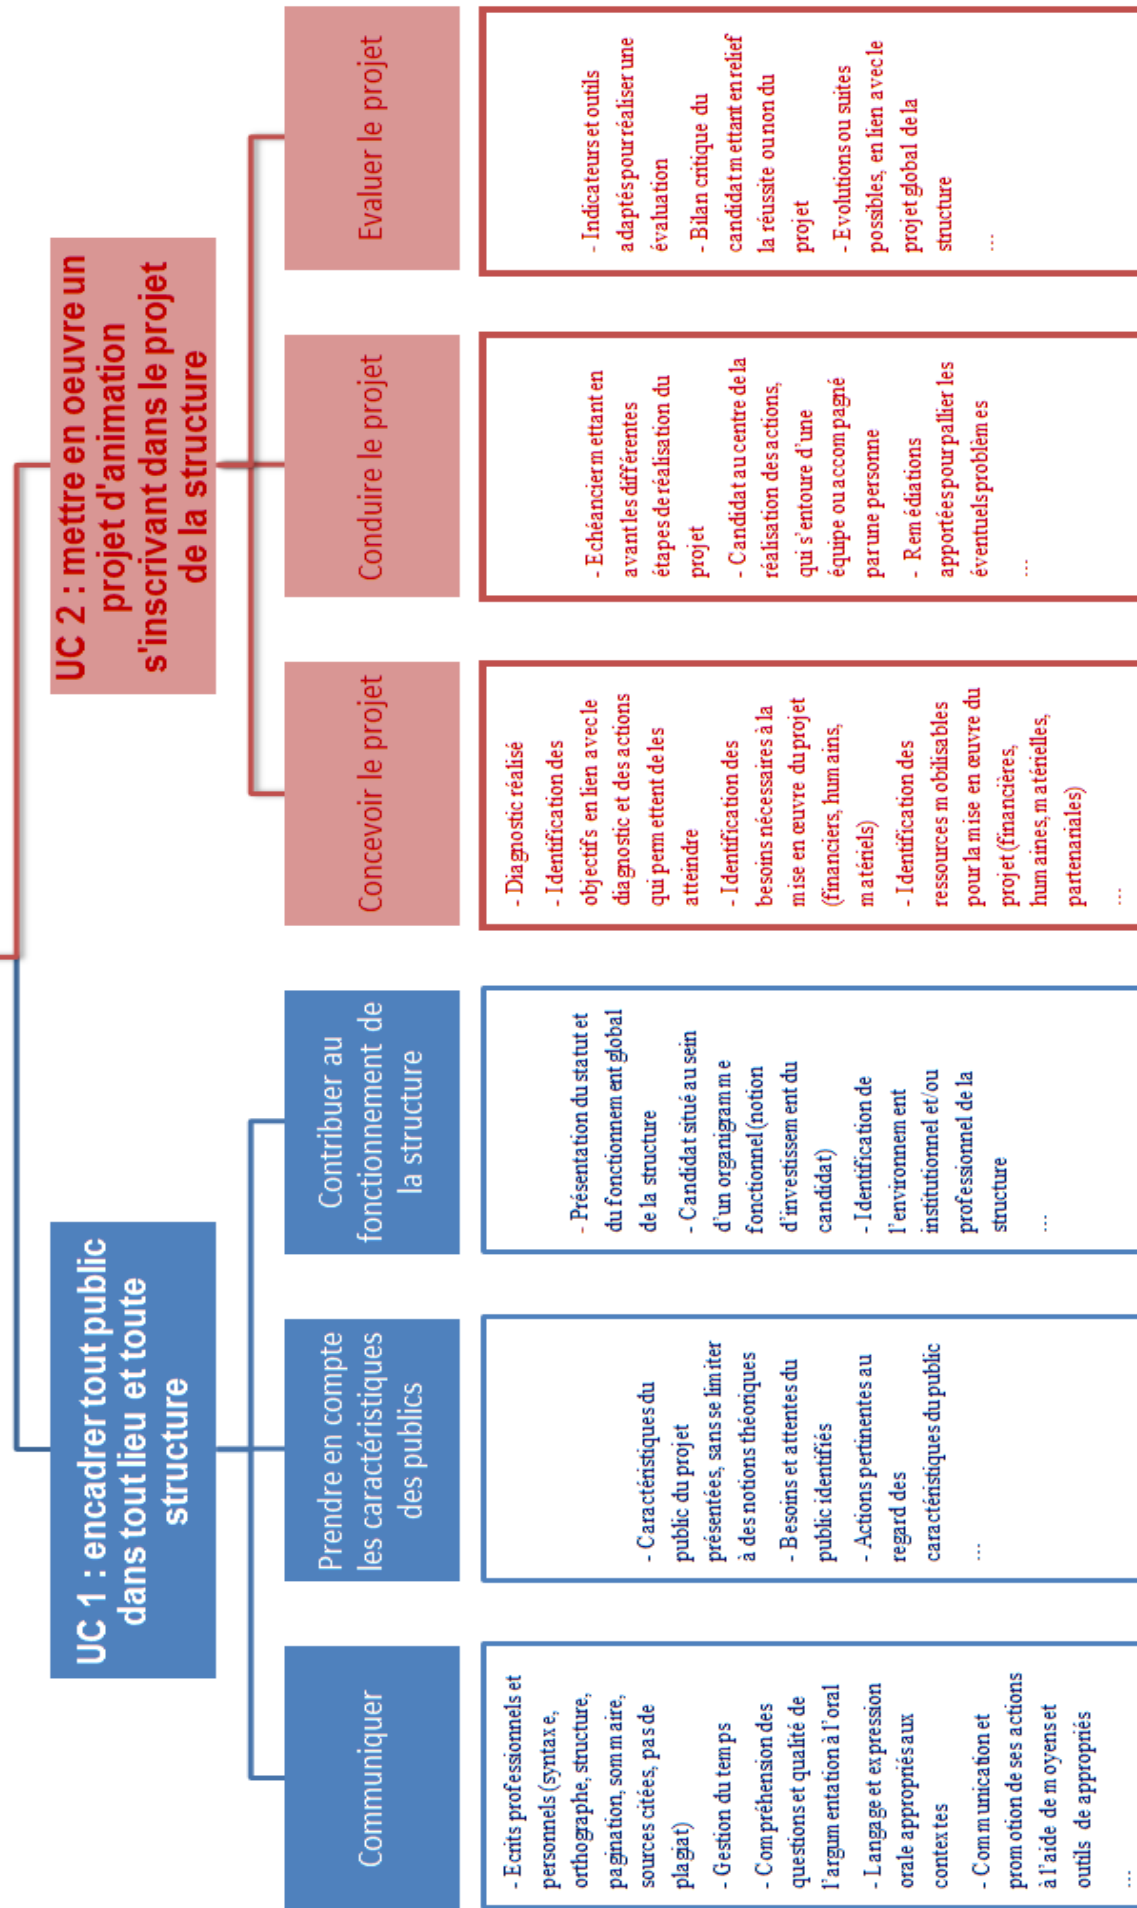 UC 1 : encadrer tout public
dans tout lieu et toute
structure
Communiquer
- Ecrits professionnels et
personnels (syntaxe,
orthographe, structure,
pagination, sommaire,
sources citées, pas de
plagiat)
- Gestion du temps
- Compréhension des
questions et qualité de
l'argumentation à l'oral
- Langage et expression
orale appropriés aux
contextes
- Communication et
promotion de ses actions
à l'aide de moyens et
outils de appropriés
...
Prendre en compte
les caractéristiques
des publics
- Caractéristiques du
public du projet
présentées, sans se limiter
à des notions théoriques
- Besoins et attentes du
public identifiés
- Actions pertinentes au
regard des
caractéristiques du public
...
Contribuer au
fonctionnement de
la structure
- Présentation du statut et
du fonctionnement global
de la structure
- Candidat situé au sein
d'un organigramme
fonctionnel (notion
d'investissement du
candidat)
- Identification de
l'environnement
institutionnel et/ou
professionnel de la
structure
...
UC 2 : mettre en oeuvre un
projet d'animation
s'inscrivant dans le projet
de la structure
Concevoir le projet
- Diagnostic réalisé
- Identification des
objectifs en lien avec le
diagnostic et des actions
qui permettent de les
atteindre
- Identification des
besoins nécessaires à la
mise en œuvre du projet
(financiers, humains,
matériels)
- Identification des
ressources mobilisables
pour la mise en œuvre du
projet (financières,
humaines, matérielles,
partenariales)
...
Conduire le projet
- Echéancier mettant en
avant les différentes
étapes de réalisation du
projet
- Candidat au centre de la
réalisation des actions,
qui s'entoure d'une
équipe ou accompagné
par une personne
- Remédiations
apportées pour pallier les
éventuels problèmes
...
Evaluer le projet
- Indicateurs et outils
adaptés pour réaliser une
évaluation
- Bilan critique du
candidat mettant en relief
la réussite ou non du
projet
- Evolutions ou suites
possibles, en lien avec le
projet global de la
structure
...